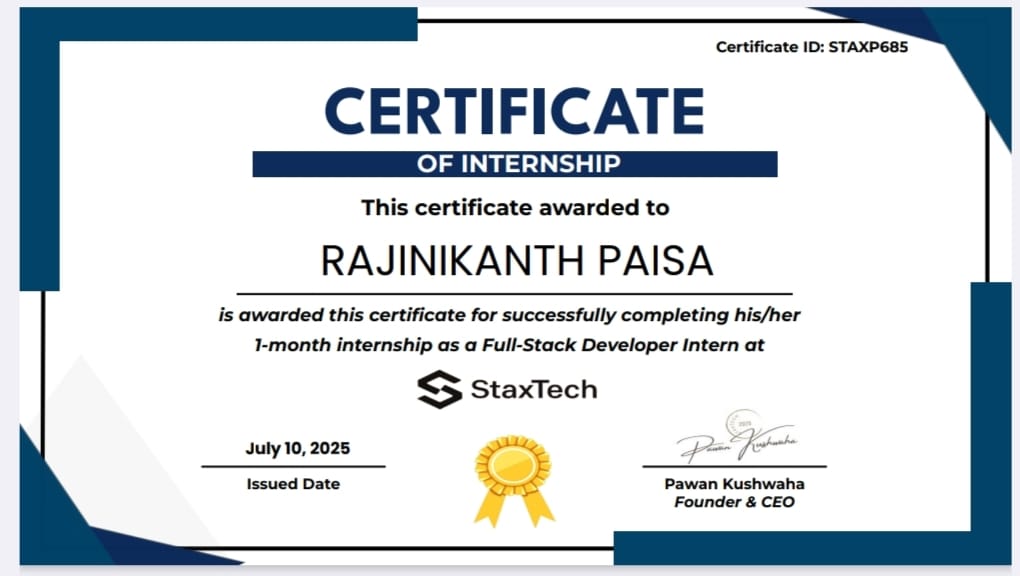 Certificate ID: STAXP685
CERTIFICATE
OF INTERNSHIP
This certificate awarded to
RAJINIKANTH PAISA
is awarded this certificate for successfully completing his/her
1-month internship as a Full-Stack Developer Intern at
StaxTech
July 10, 2025
Issued Date
2025
Pawan Kushwaha
Pawan Kushwaha
Founder & CEO